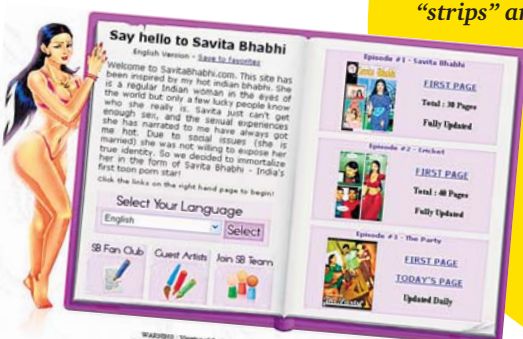 "strips" an
Say hello to Savita Bhabhi
English Version - Save to favorites
Welcome to SavitaBhabhi.com. This site has
been inspired by my hot indian bhabhi. She
is a regular Indian woman in the eyes of
the world but only a few lucky people know
who she really is. Savita just can't get
enough sex, and the sexual experiences
she has narrated to me have always got
me hot. Due to social issues (she is
married) she was not willing to expose her
true identity. So we decided to immortalize
her in the form of Savita Bhabhi - India's
first toon porn star!
Click the links on the right hand page to begin!
Select Your Language
English
Select
SB Fan Club
Guest Artists
Join SB Team
Episode #1 - Savita Bhabhi
FIRST PAGE
Total : 30 Pages
Fully Updated
Episode #2 - Cricket
FIRST PAGE
Total : 40 Pages
Fully Updated
Episode #3 - The Party
FIRST PAGE
TODAY'S PAGE
Updated Daily
WARNING :